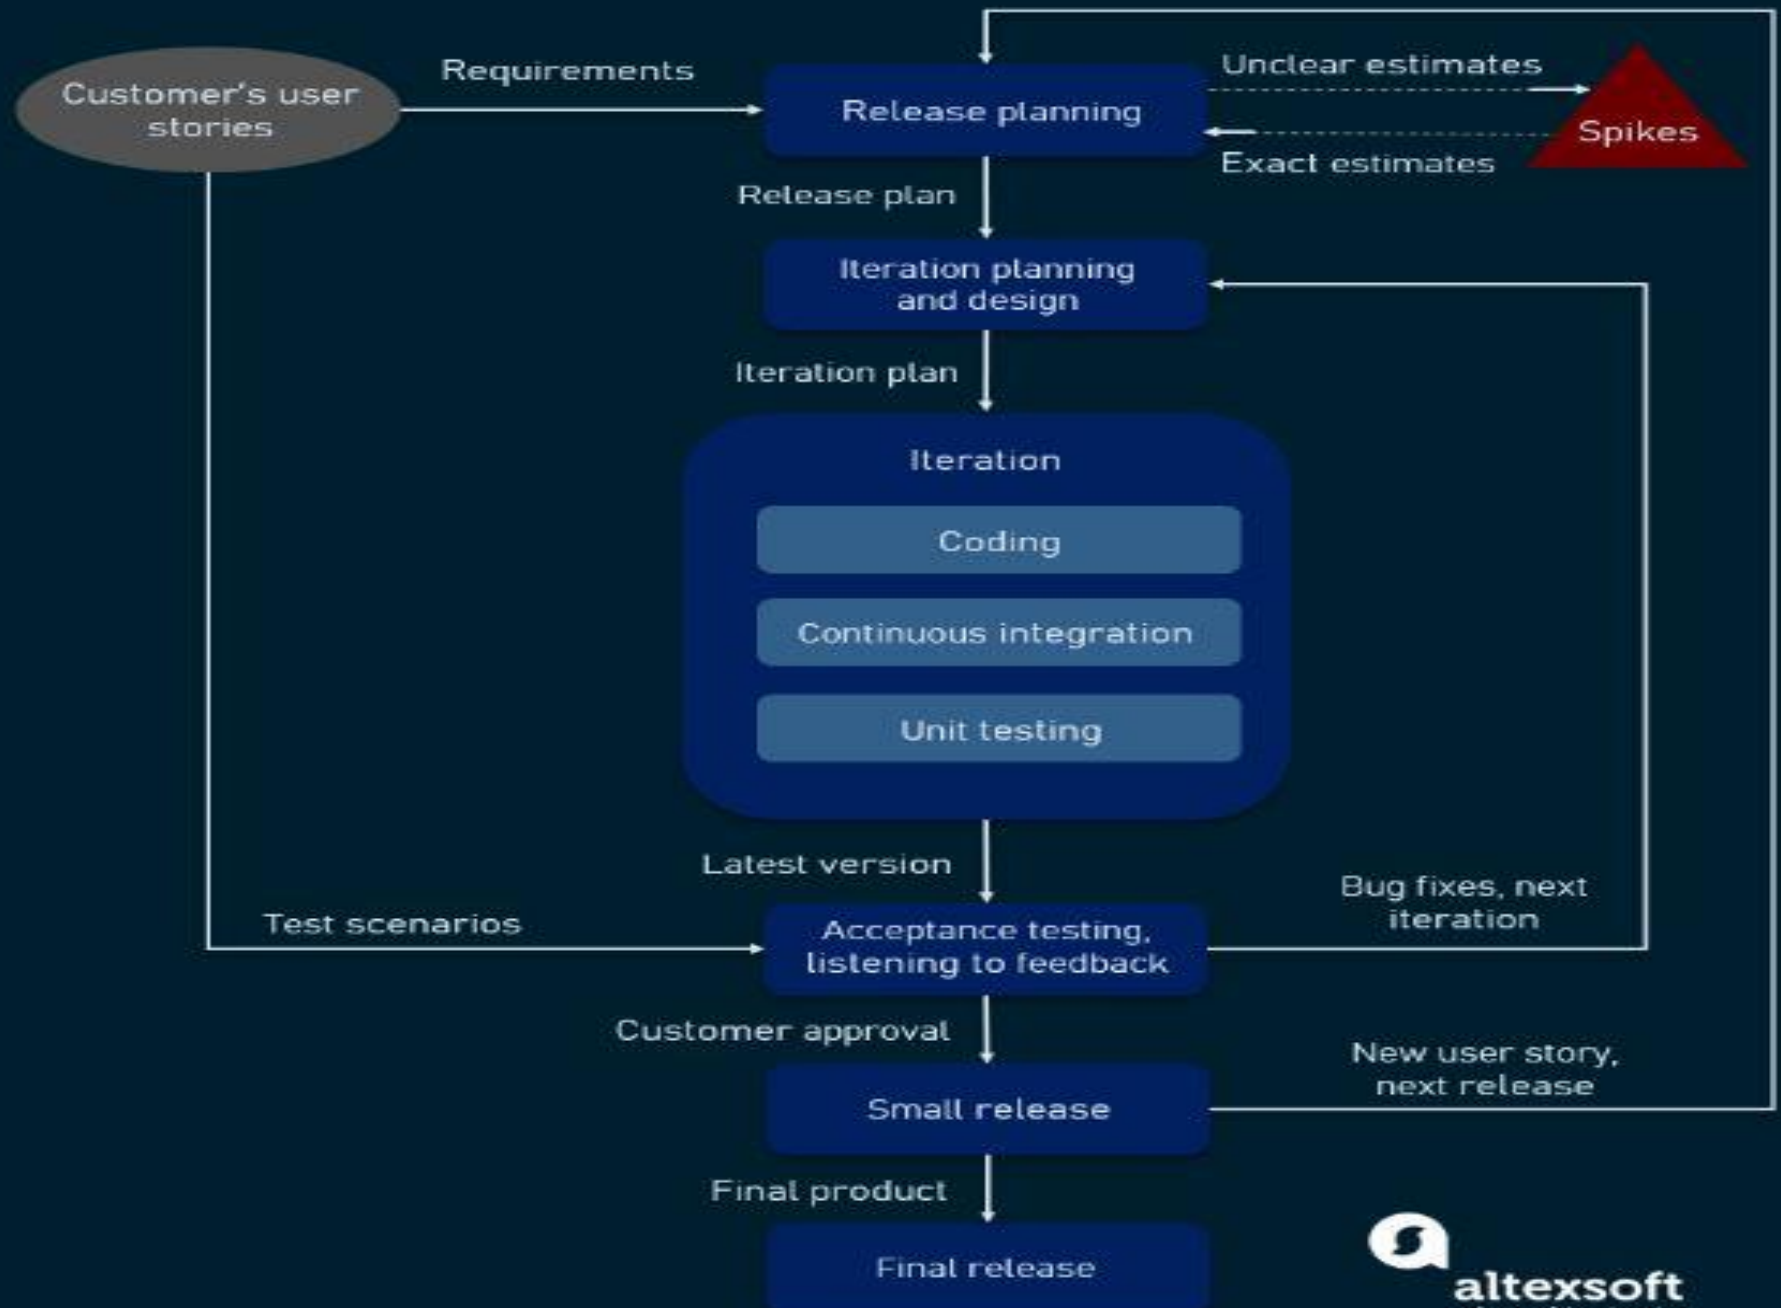 Customer's user
stories
Requirements
Release planning
Unclear estimates
Spikes
Exact estimates
Release plan
Iteration planning
and design
Iteration plan
Iteration
Coding
Continuous integration
Unit testing
Latest version
Test scenarios
Acceptance testing,
listening to feedback
Bug fixes, next
iteration
Customer approval
Small release
New user story,
next release
Final product
Final release
altexsoft